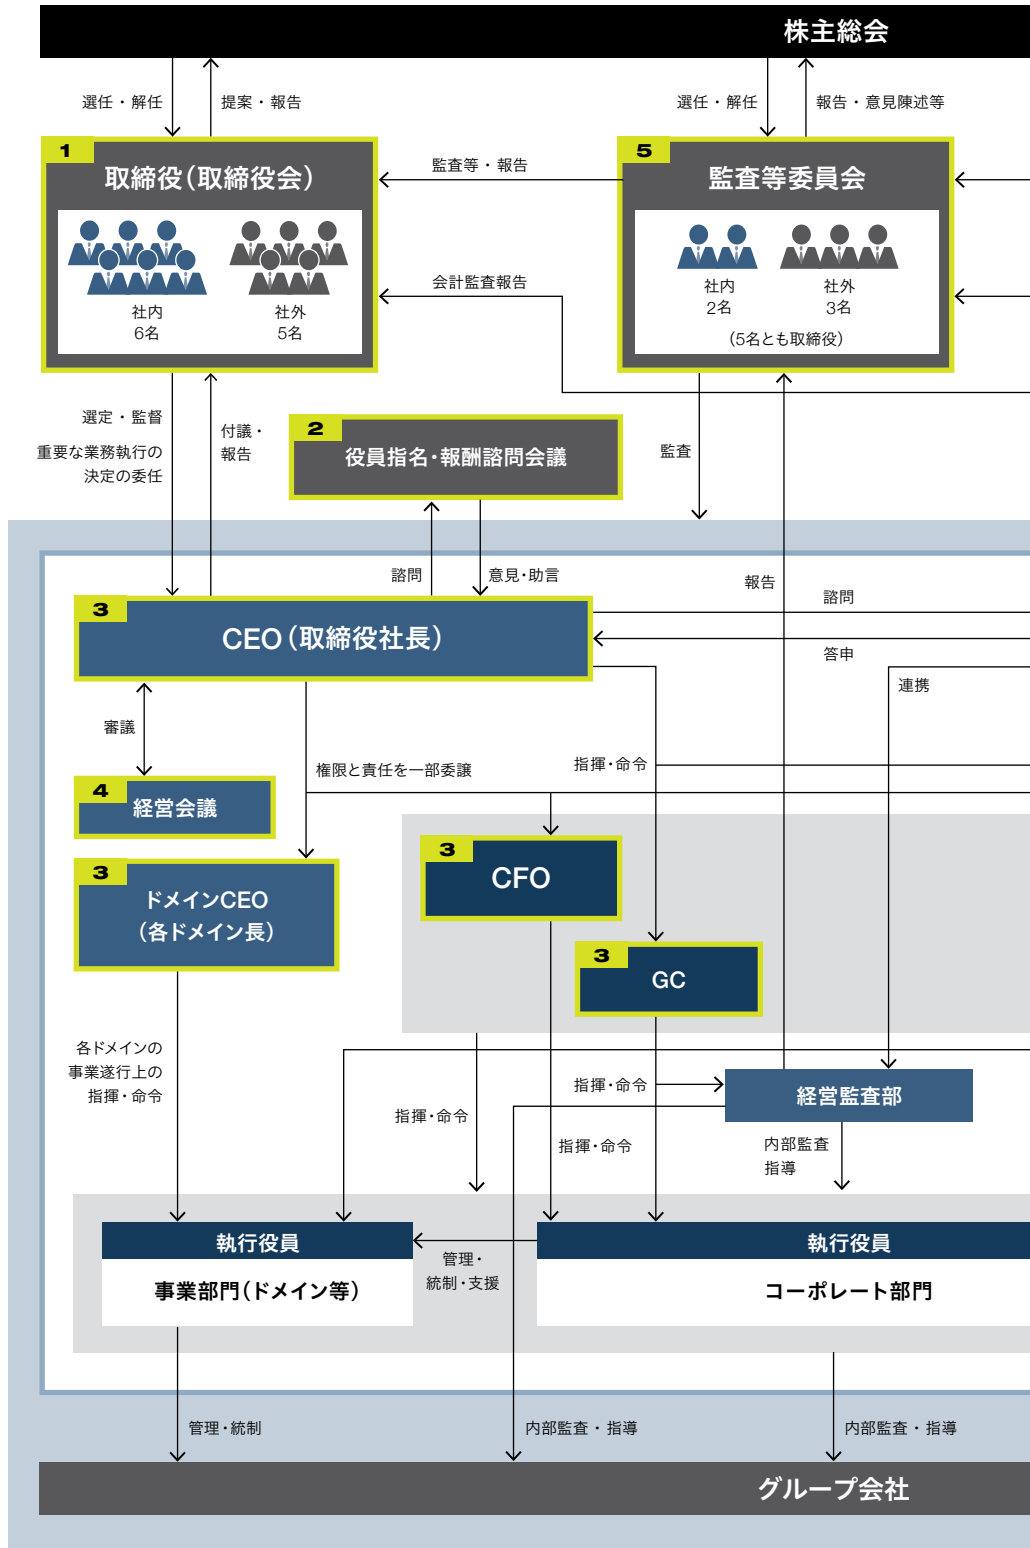 株主総会
選任・解任
提案・報告
選任・解任
報告・意見陳述等
1
取締役(取締役会)
社内
6名
社外
5名
監査等・報告
会計監査報告
5
監査等委員会
社内
2名
社外
3名
(5名とも取締役)
選定・監督
重要な業務執行の
決定の委任
付議・
報告
2
役員指名・報酬諮問会議
監査
諮問
意見・助言
報告
諮問
答申
連携
3
CEO(取締役社長)
審議
権限と責任を一部委譲
指揮・命令
4
経営会議
3
ドメインCEO
(各ドメイン長)
3
CFO
3
GC
各ドメインの
事業遂行上の
指揮・命令
指揮・命令
指揮・命令
指揮・命令
経営監査部
内部監査
指導
執行役員
事業部門(ドメイン等)
管理・
統制・支援
執行役員
コーポレート部門
管理・統制
内部監査・指導
内部監査・指導
グループ会社